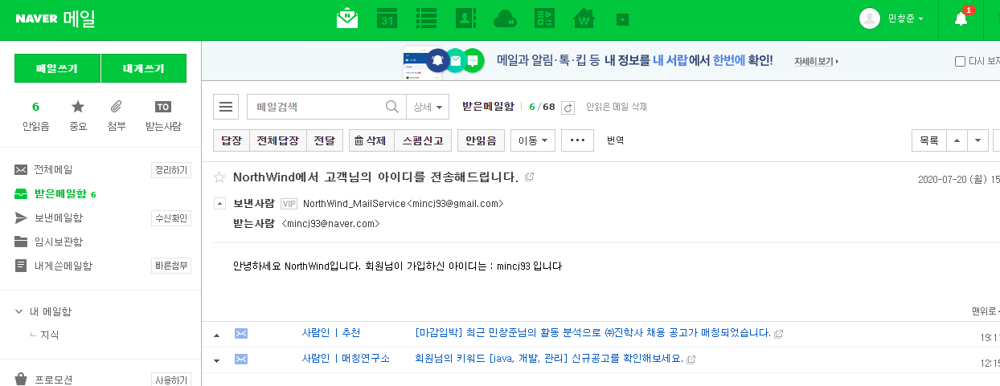 NAVER 메일
31
N
민창준
1
메일쓰기
내게쓰기
메일과 알림·톡·킵 등 내 정보를 내 서랍에서 한번에 확인!
자세히보기
다시 보지
6
TO
안읽음
중요
첨부
받는사람
메일검색
상세
받은메일함
6/68
안읽은 메일 삭제
답장
전체답장
전달
삭제
스팸신고
안읽음
이동
번역
목록
전체메일
정리하기
받은메일함 6
보낸메일함
수신확인
임시보관함
내게쓴메일함
빠른첨부
내 메일함
지식
프로모션
사용하기
NorthWind에서 고객님의 아이디를 전송해드립니다.
2020-07-20 (월) 15
보낸사람 VIP NorthWind_MailService<mincj93@gmail.com>
받는사람 <mincj93@naver.com>
안녕하세요 NorthWind입니다. 회원님이 가입하신 아이디는 : mincj93 입니다
맨위로
사람인 | 추천 [마감임박] 최근 민창준님의 활동 분석으로 ㈜진학사 채용 공고가 매칭되었습니다.
19:1
사람인 | 매칭연구소 회원님의 키워드 [java, 개발, 관리] 신규공고를 확인해보세요.
12:15